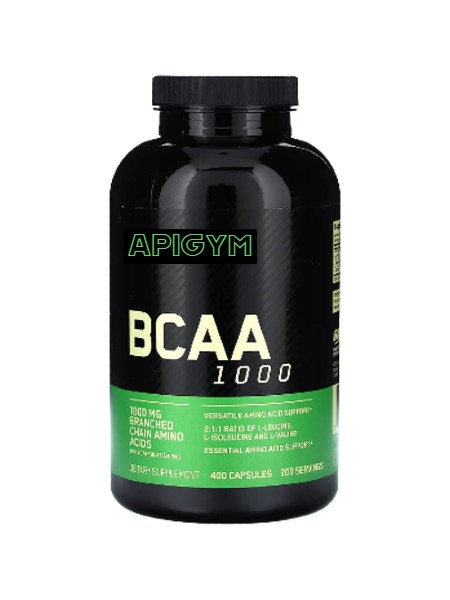 APIGYM
BCAA
1000
1000 MG
BRANCHED
CHAIN AMINO
ACIDS
DIETARY SUPPLEMENT
VERSATILE AMINO ACID SUPPORT*
2:1:1 RATIO OF L-LEUCINE,
L-ISOLEUCINE AND L-VALINE
ESSENTIAL AMINO ACID SUPPORT*
400 CAPSULES 200 SERVINGS